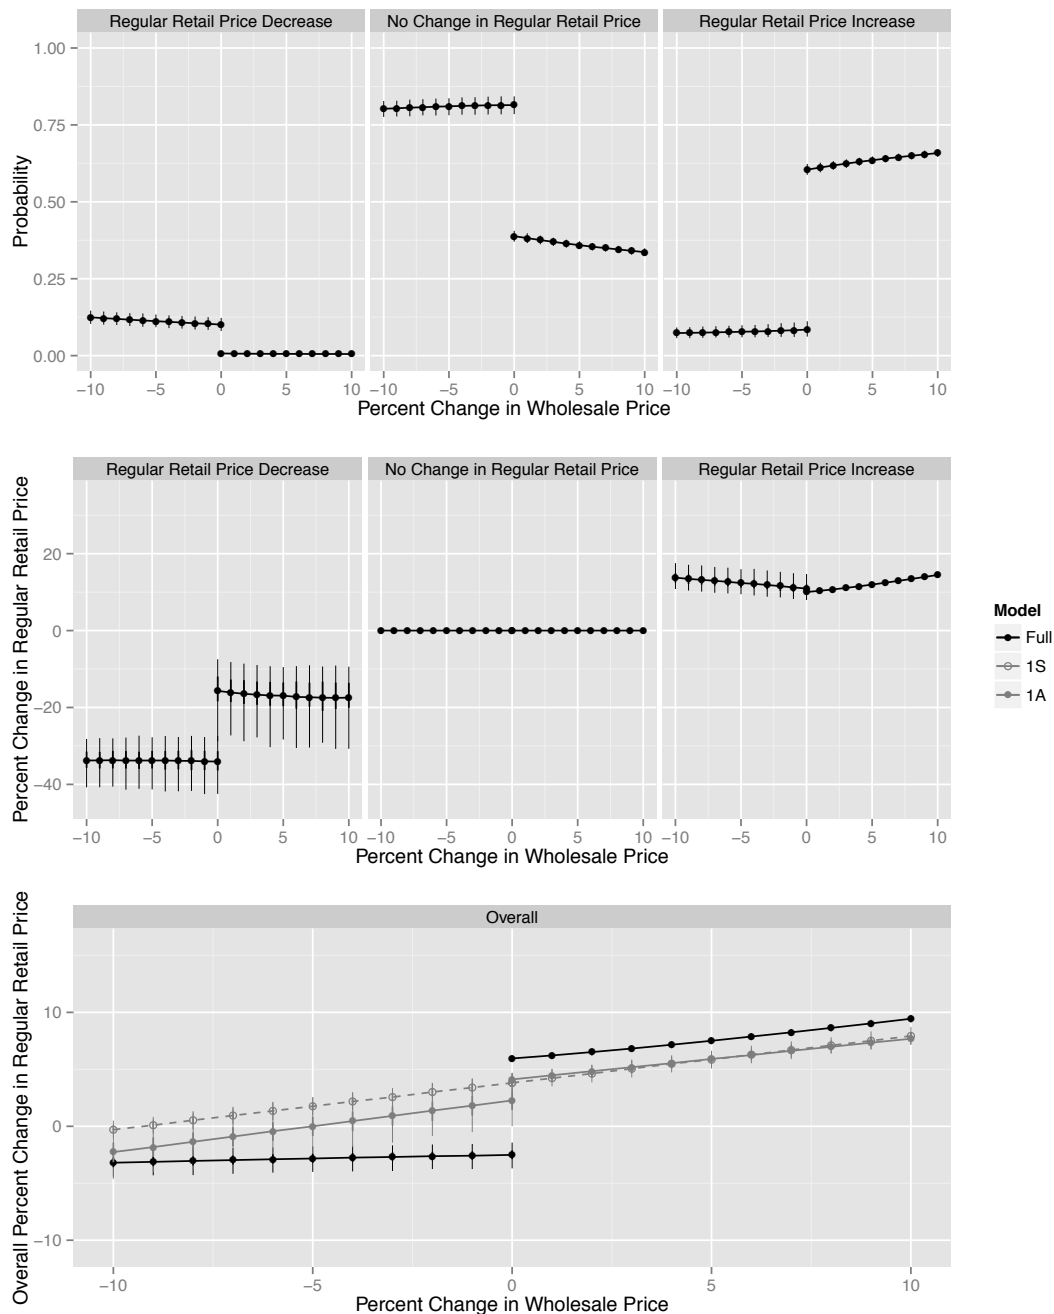 Regular Retail Price Decrease No Change in Regular Retail Price Regular Retail Price Increase
1.00
0.75
0.50
0.25
0.00
Probability
−10 −5 0 5 10 −10 −5 0 5 10 −10 −5 0 5 10
Percent Change in Wholesale Price
Regular Retail Price Decrease No Change in Regular Retail Price Regular Retail Price Increase
20
0
−20
−40
Percent Change in Regular Retail Price
−10 −5 0 5 10 −10 −5 0 5 10 −10 −5 0 5 10
Percent Change in Wholesale Price
Model
Full
1S
1A
Overall
10
0
−10
Overall Percent Change in Regular Retail Price
−10 −5 0 5 10
Percent Change in Wholesale Price